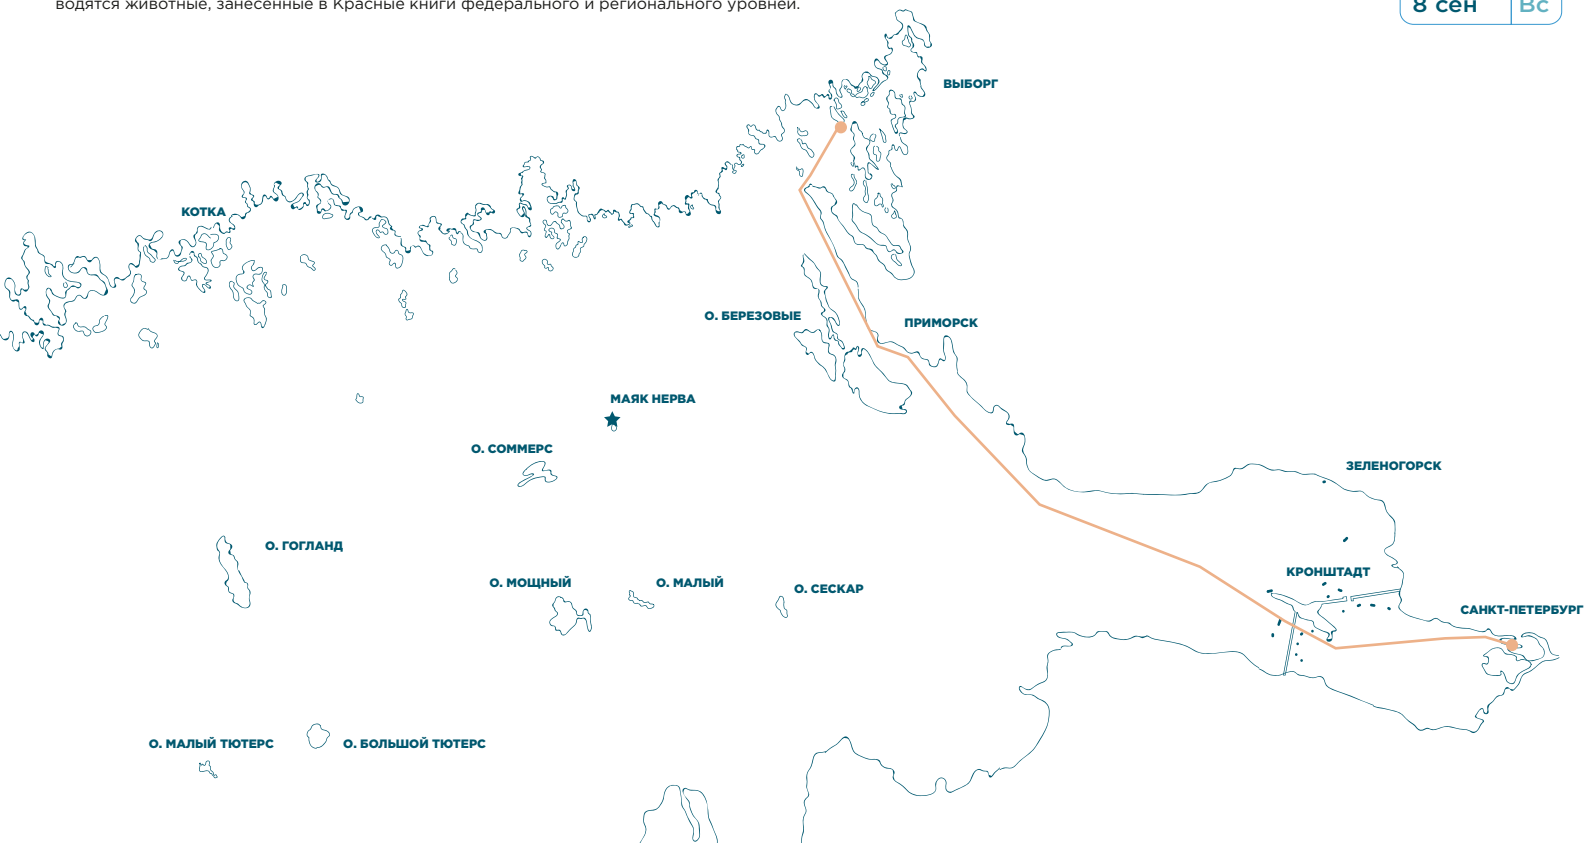 водятся животные, занесенные в Красные книги федерального и регионального уровней.
8 сен Вс
ВЫБОРГ
КОТКА
О. БЕРЕЗОВЫЕ
ПРИМОРСК
МАЯК НЕРВА
О. СОММЕРС
ЗЕЛЕНОГОРСК
О. ГОГЛАНД
КРОНШТАДТ
О. МОЩНЫЙ
О. МАЛЫЙ
О. СЕСКАР
САНКТ-ПЕТЕРБУРГ
О. МАЛЫЙ ТЮТЕРС
О. БОЛЬШОЙ ТЮТЕРС